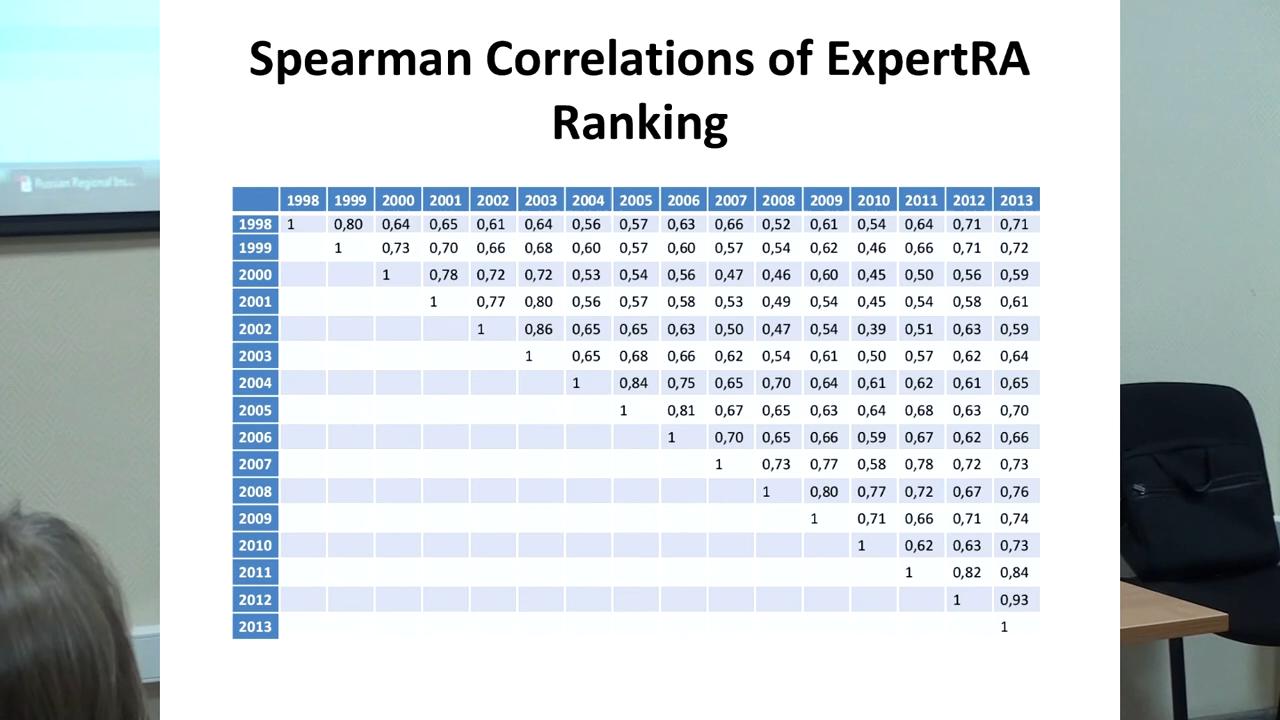 Spearman Correlations of ExpertRA
Ranking
1998 1999 2000 2001 2002 2003 2004 2005 2006 2007 2008 2009 2010 2011 2012 2013
1998 1 0,80 0,64 0,65 0,61 0,64 0,56 0,57 0,63 0,66 0,52 0,61 0,54 0,64 0,71 0,71
1999 1 0,73 0,70 0,66 0,68 0,60 0,57 0,60 0,57 0,54 0,62 0,46 0,66 0,71 0,72
2000 1 0,78 0,72 0,72 0,53 0,54 0,56 0,47 0,46 0,60 0,45 0,50 0,56 0,59
2001 1 0,77 0,80 0,56 0,57 0,58 0,53 0,49 0,54 0,45 0,54 0,58 0,61
2002 1 0,86 0,65 0,65 0,63 0,50 0,47 0,54 0,39 0,51 0,63 0,59
2003 1 0,65 0,68 0,66 0,62 0,54 0,61 0,50 0,57 0,62 0,64
2004 1 0,84 0,75 0,65 0,70 0,64 0,61 0,62 0,61 0,65
2005 1 0,81 0,67 0,65 0,63 0,64 0,68 0,63 0,70
2006 1 0,70 0,65 0,66 0,59 0,67 0,62 0,66
2007 1 0,73 0,77 0,58 0,78 0,72 0,73
2008 1 0,80 0,77 0,72 0,67 0,76
2009 1 0,71 0,66 0,71 0,74
2010 1 0,62 0,63 0,73
2011 1 0,82 0,84
2012 1 0,93
2013 1
Russian Regional Ins...